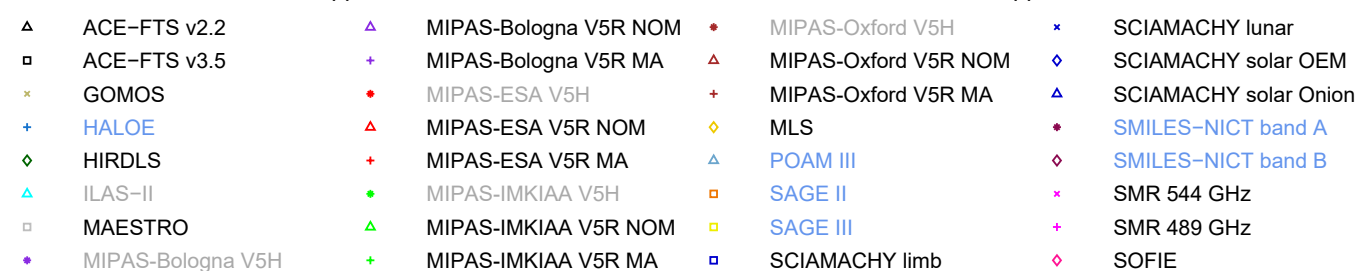 ACE−FTS v2.2
ACE−FTS v3.5
GOMOS
HALOE
HIRDLS
ILAS−II
MAESTRO
MIPAS-Bologna V5H
MIPAS-Bologna V5R NOM
MIPAS-Bologna V5R MA
MIPAS-ESA V5H
MIPAS-ESA V5R NOM
MIPAS-ESA V5R MA
MIPAS-IMKIAA V5H
MIPAS-IMKIAA V5R NOM
MIPAS-IMKIAA V5R MA
MIPAS-Oxford V5H
MIPAS-Oxford V5R NOM
MIPAS-Oxford V5R MA
MLS
POAM III
SAGE II
SAGE III
SCIAMACHY limb
SCIAMACHY lunar
SCIAMACHY solar OEM
SCIAMACHY solar Onion
SMILES−NICT band A
SMILES−NICT band B
SMR 544 GHz
SMR 489 GHz
SOFIE